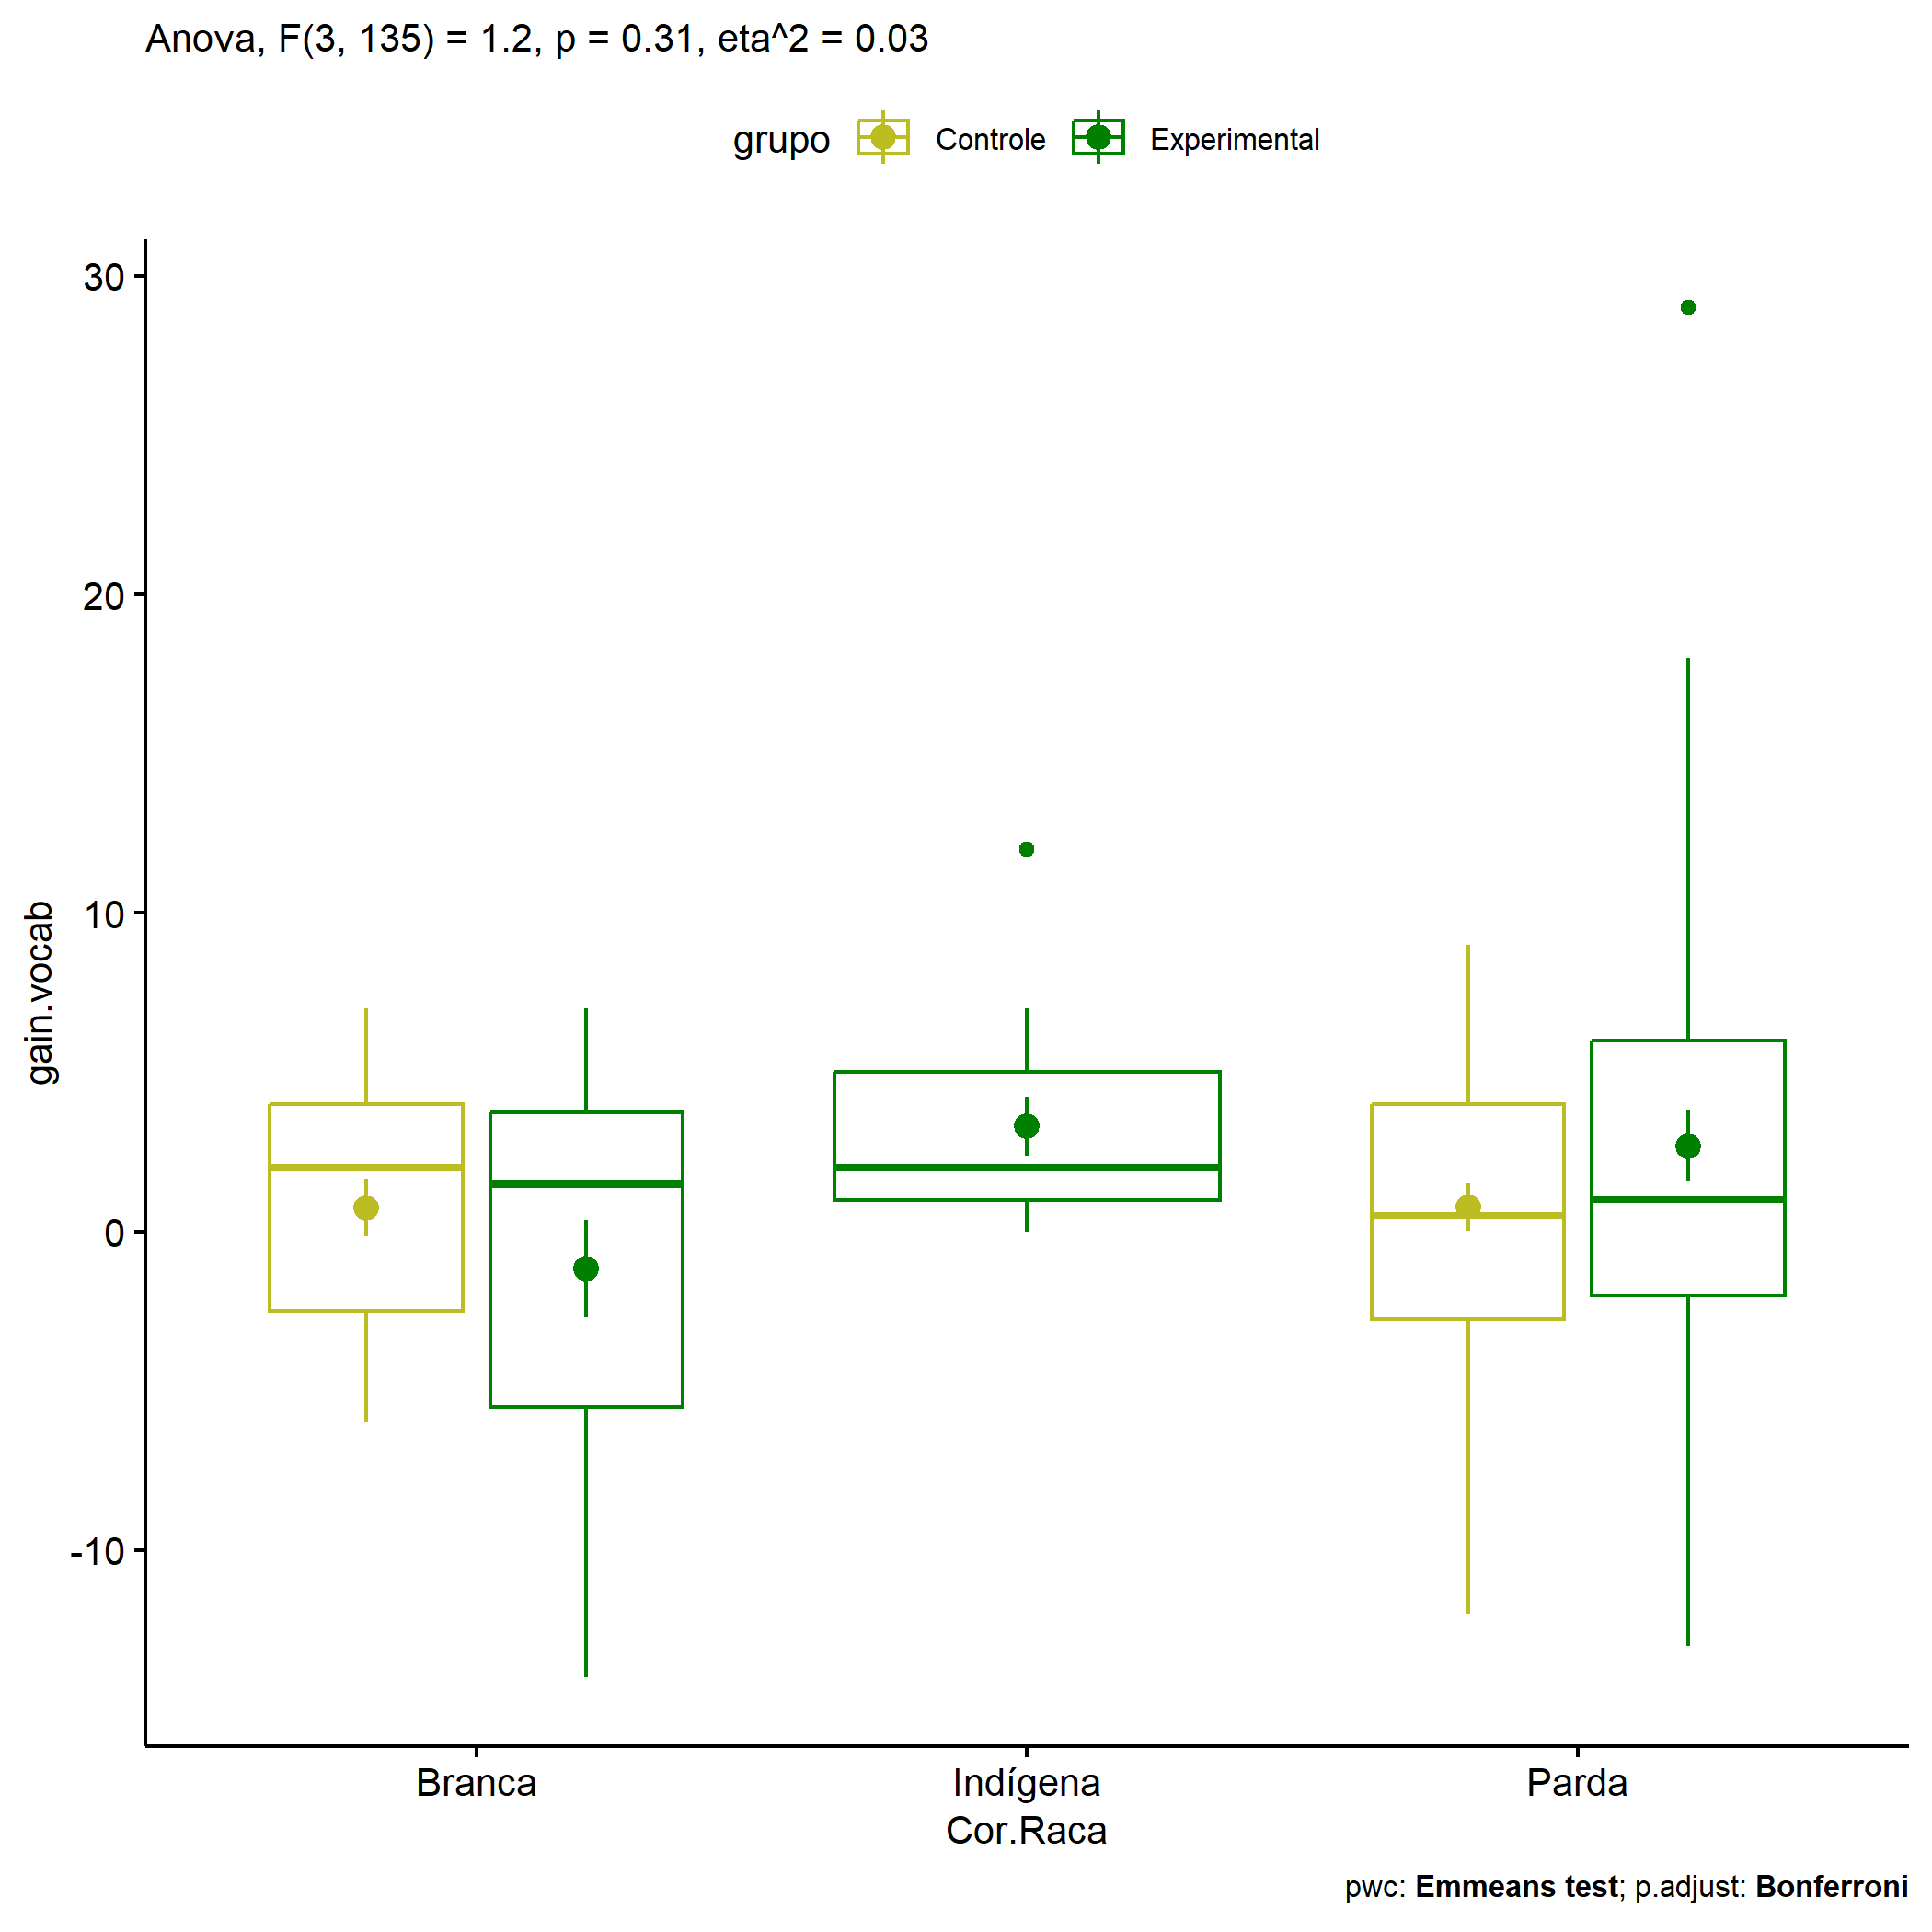 Anova, F(3, 135) = 1.2, p = 0.31, eta^2 = 0.03
grupo Controle Experimental
30
20
10
0
-10
gain.vocab
Branca Indígena Parda
Cor.Raca
pwc: Emmeans test; p.adjust: Bonferroni